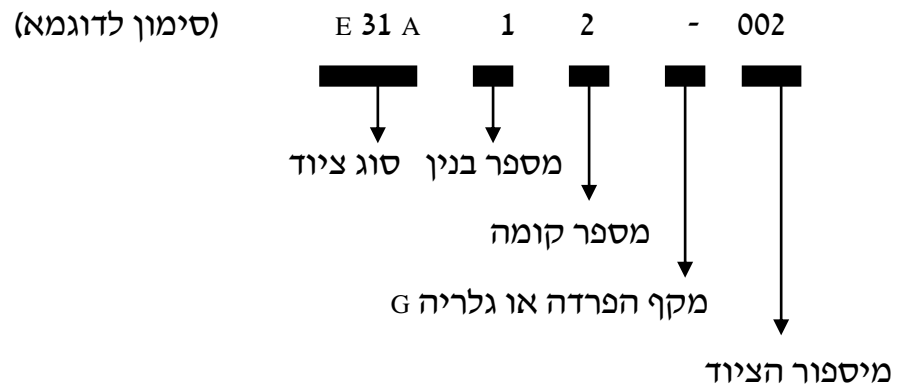 (סימון לדוגמא) E 31 A 1 2 - 002
סוג ציוד מספר בנין
מספר קומה
מקף הפרדה או גלריה G
מיספור הציוד